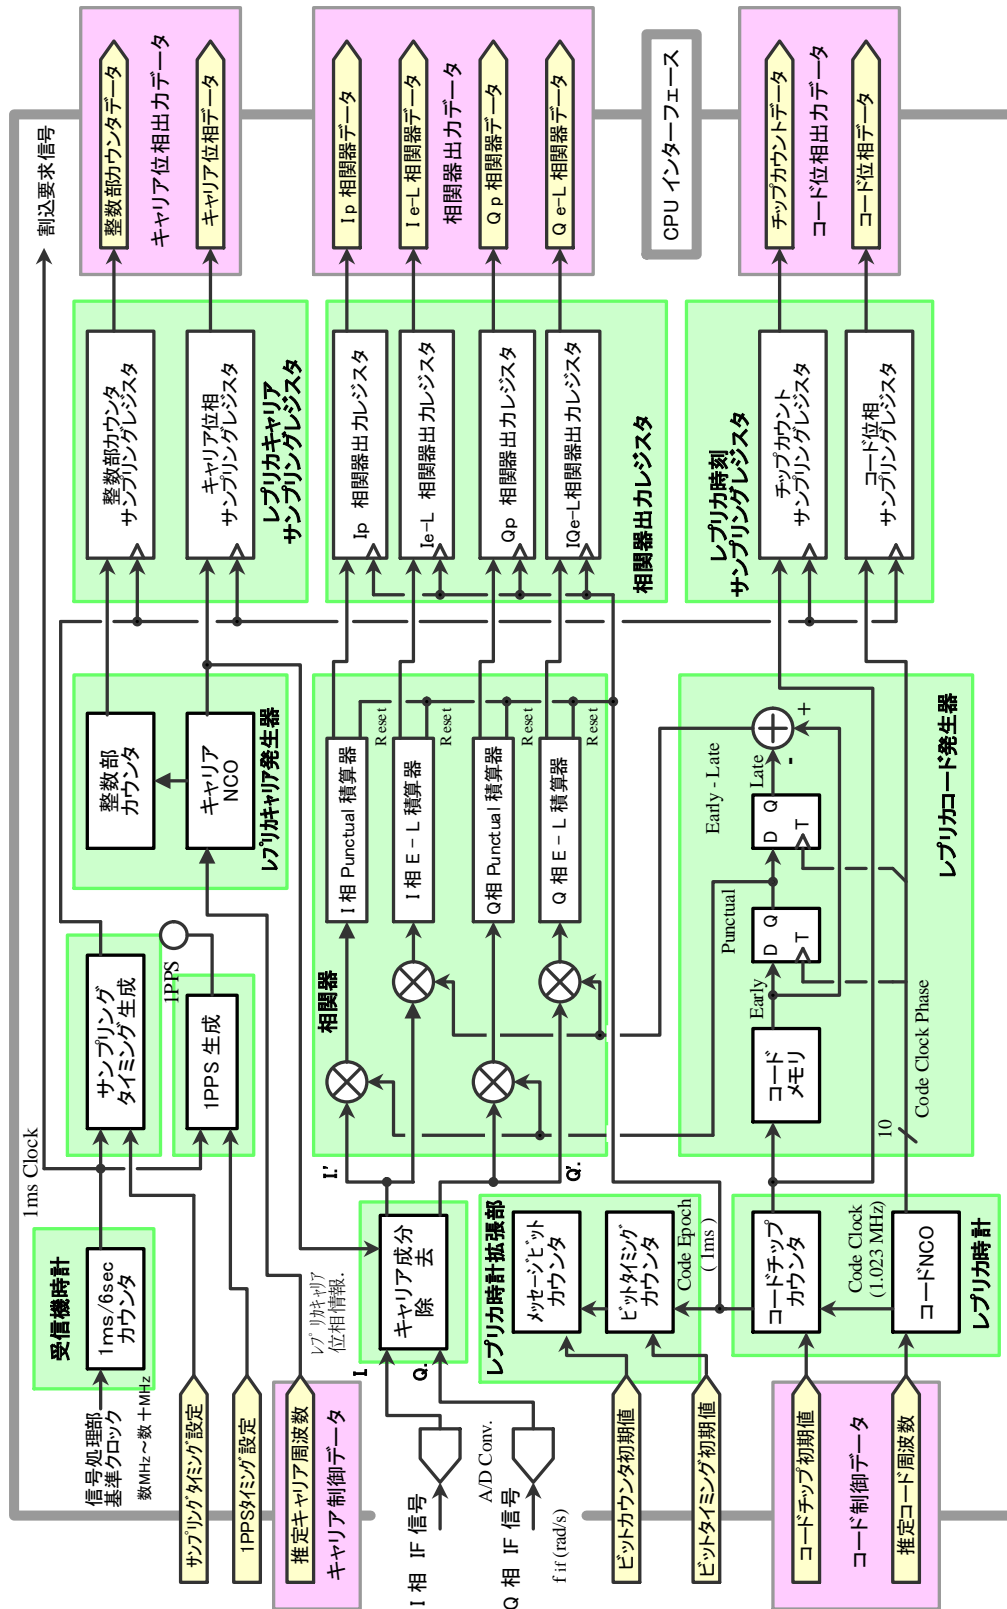 1ms Clock
割込要求信号
受信機時計
1ms/6sec
カウンタ
信号処理部
基準クロック
数MHz～数十MHz
サンプリング
タイミング生成
1PPS
1PPS 生成
サンプリングタイミング設定
1PPSタイミング設定
推定キャリア周波数
キャリア制御データ
整数部
カウンタ
キャリア
NCO
レプリカキャリア発生器
整数部カウンタ
サンプリングレジスタ
キャリア位相
サンプリングレジスタ
レプリカキャリア
サンプリングレジスタ
整数部カウンタデータ
キャリア位相出力データ
キャリア位相データ
I 相 IF 信号
A/D Conv.
Q 相 IF 信号
f if (rad/s)
I.
Q.
レプリカキャリア
位相情報.
キャリア成分
除 去
I.'
Q'.
相関器
I 相 Punctual 積算器
Reset
I 相 E − L 積算器
Reset
Q相 Punctual 積算器
Reset
Q 相 E − L 積算器
Reset
Ip 相関器出力レジスタ
Ie-L 相関器出力レジスタ
Qp 相関器出力レジスタ
IQe-L相関器出力レジスタ
相関器出力レジスタ
I p 相関器データ
I e-L 相関器データ
相関器出力データ
Q p 相関器データ
Q e-L 相関器データ
CPU インターフェース
レプリカ時計拡張部
メッセージビット
カウンタ
ビットタイミング
カウンタ
Code Epoch
( 1ms )
ビットカウンタ初期値
ビットタイミング初期値
コードチップ初期値
コード制御データ
推定コード周波数
コードチップ
カウンタ
Code Clock
(1.023 MHz)
コードNCO
レプリカ時計
コード
メモリ
Early
Punctual
D Q
T
D Q
T
Late
Early - Late
-
+
10
Code Clock Phase
レプリカコード発生器
レプリカ時刻
サンプリングレジスタ
チップカウント
サンプリングレジスタ
コード位相
サンプリングレジスタ
チップカウントデータ
コード位相出力データ
コード位相データ